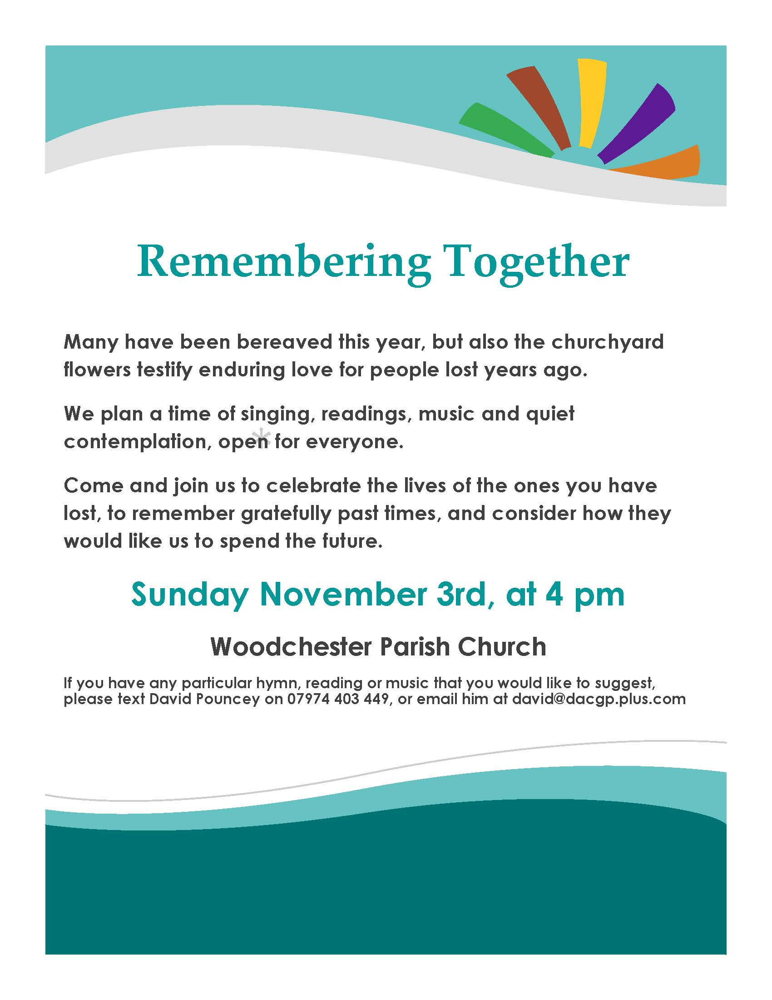 Remembering Together
Many have been bereaved this year, but also the churchyard
flowers testify enduring love for people lost years ago.
We plan a time of singing, readings, music and quiet
contemplation, open for everyone.
*
Come and join us to celebrate the lives of the ones you have
lost, to remember gratefully past times, and consider how they
would like us to spend the future.
Sunday November 3rd, at 4 pm
Woodchester Parish Church
If you have any particular hymn, reading or music that you would like to suggest,
please text David Pouncey on 07974 403 449, or email him at david@dacgp.plus.com